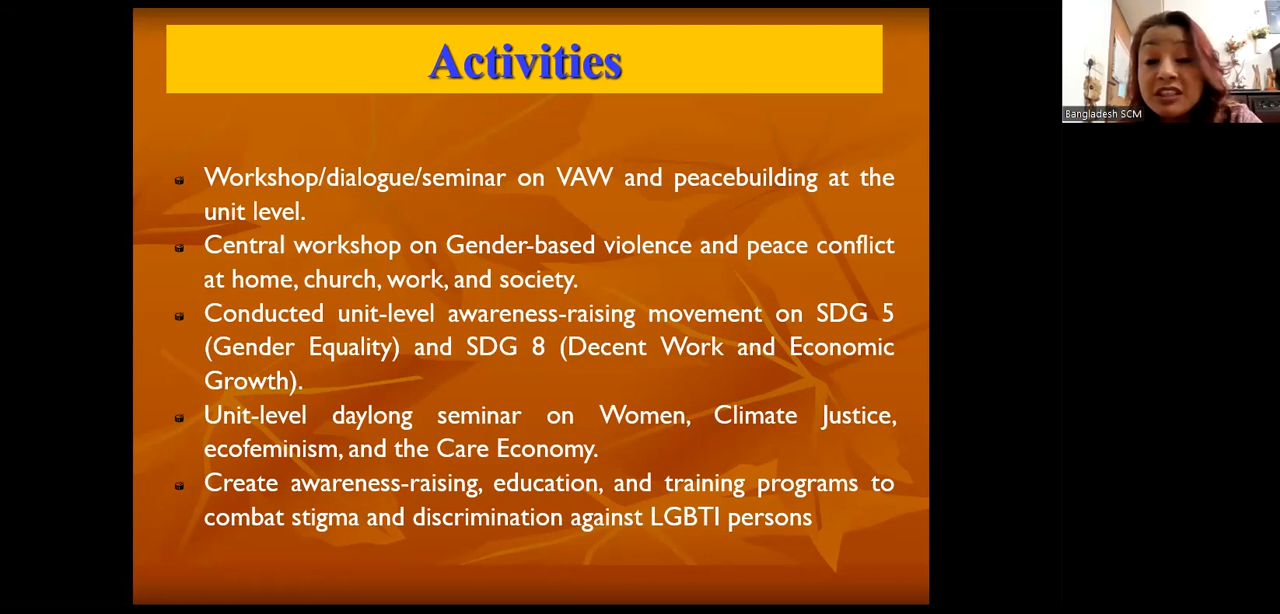 Activities
Bangladesh SCM
Workshop/dialogue/seminar on VAW and peacebuilding at the
unit level.
Central workshop on Gender-based violence and peace conflict
at home, church, work, and society.
Conducted unit-level awareness-raising movement on SDG 5
(Gender Equality) and SDG 8 (Decent Work and Economic
Growth).
Unit-level daylong seminar on Women, Climate Justice,
ecofeminism, and the Care Economy.
Create awareness-raising, education, and training programs to
combat stigma and discrimination against LGBTI persons